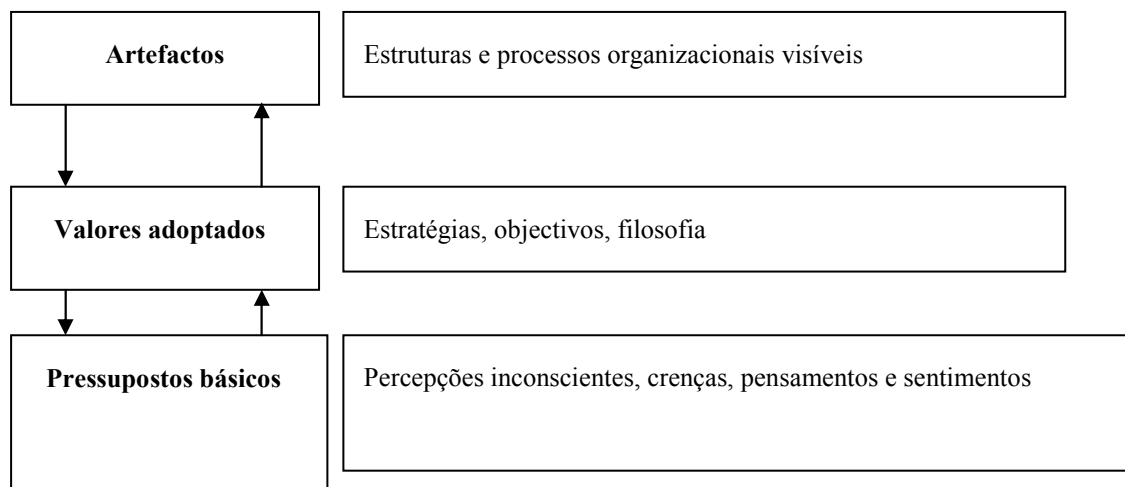 Artefactos
Estruturas e processos organizacionais visíveis
Valores adoptados
Estratégias, objectivos, filosofia
Pressupostos básicos
Percepções inconscientes, crenças, pensamentos e sentimentos